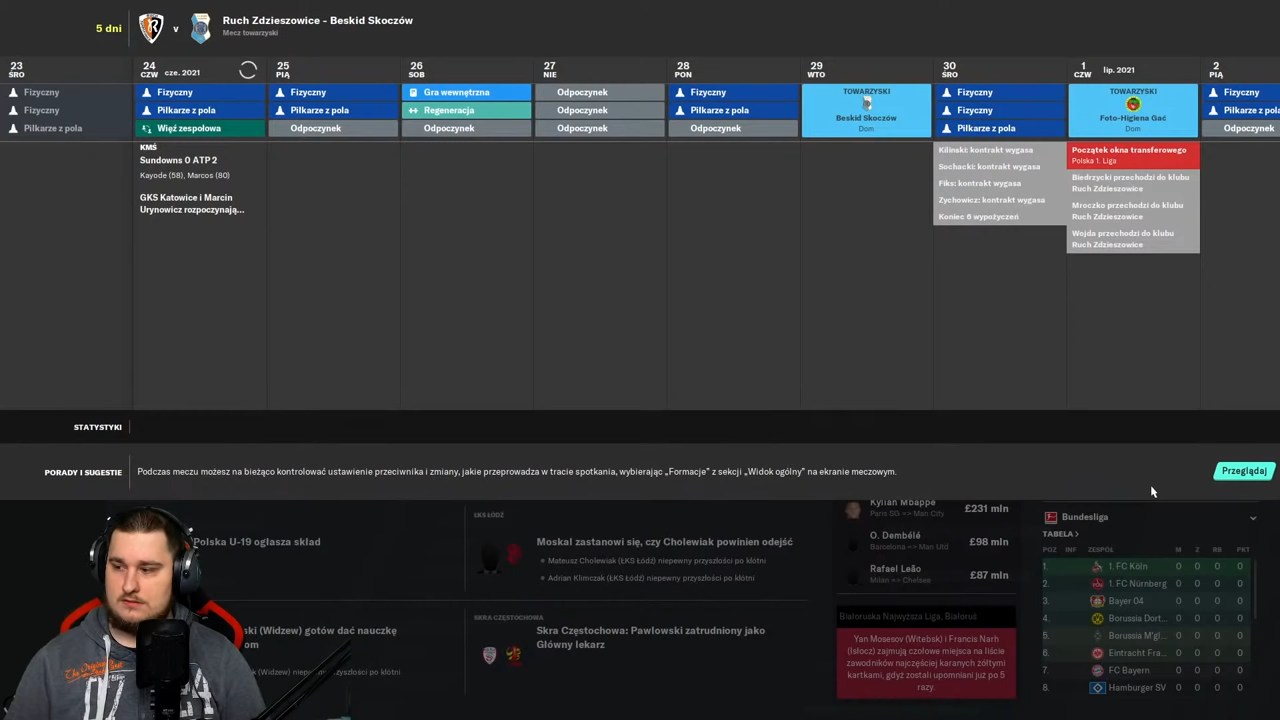 5 dni
v
Ruch Zdzieszowice - Beskid Skoczów
Mecz towarzyski
23
ŚRO
24
CZW cze. 2021
25
PIĄ
26
SOB
27
NIE
28
PON
29
WTO
30
ŚRO
1
CZW lip. 2021
2
PIĄ
Fizyczny
Fizyczny
Piłkarze z pola
Fizyczny
Piłkarze z pola
Więź zespołowa
Fizyczny
Piłkarze z pola
Odpoczynek
Gra wewnętrzna
Regeneracja
Odpoczynek
Odpoczynek
Odpoczynek
Odpoczynek
Fizyczny
Piłkarze z pola
Odpoczynek
TOWARZYSKI
Beskid Skoczów
Dom
Fizyczny
Fizyczny
Piłkarze z pola
TOWARZYSKI
Foto-Higiena Gać
Dom
Fizyczny
Piłkarze z pola
Odpoczynek
KMŚ
Sundowns 0 ATP 2
Kayode (58), Marcos (80)
GKS Katowice i Marcin
Urynowicz rozpoczynają...
Kiliński: kontrakt wygasa
Sochacki: kontrakt wygasa
Fiks: kontrakt wygasa
Zychowicz: kontrakt wygasa
Koniec 6 wypożyczeń
Początek okna transferowego
Polska 1. Liga
Biedrzycki przechodzi do klubu
Ruch Zdzieszowice
Mroczko przechodzi do klubu
Ruch Zdzieszowice
Wojda przechodzi do klubu
Ruch Zdzieszowice
STATYSTYKI
PORADY I SUGESTIE
Podczas meczu możesz na bieżąco kontrolować ustawienie przeciwnika i zmiany, jakie przeprowadza w tracie spotkania, wybierając „Formacje” z sekcji „Widok ogólny” na ekranie meczowym.
Przeglądaj
Polska U-19 ogłasza skład
(Widzew) gotów dać nauczkę
(Widzew) niepewny przyszłości po kłótni
ŁKS ŁÓDŹ
Moskal zastanowi się, czy Cholewiak powinien odejść
Mateusz Cholewiak (ŁKS Łódź) niepewny przyszłości po kłótni
Adrian Klimczak (ŁKS Łódź) niepewny przyszłości po kłótni
SKRA CZĘSTOCHOWA
Skra Częstochowa: Pawlowski zatrudniony jako
Główny lekarz
Kylian Mbappé
Paris SG => Man City
£231 mln
O. Dembélé
Barcelona => Man Utd
£98 mln
Rafael Leão
Milan => Chelsea
£87 mln
Białoruska Najwyższa Liga, Białoruś
Yan Mosesov (Witebsk) i Francis Narh
(Isłocz) zajmują czołowe miejsca na liście
zawodników najczęściej karanych żółtymi
kartkami, gdyż zostali upomniani już po 5
razy.
Bundesliga
TABELA >
POZ INF ZESPÓŁ M Z RB PKT
1. 1. FC Köln 0 0 0 0
2. 1. FC Nürnberg 0 0 0 0
3. Bayer 04 0 0 0 0
4. Borussia Dort... 0 0 0 0
5. Borussia M'gl... 0 0 0 0
6. Eintracht Fra... 0 0 0 0
7. FC Bayern 0 0 0 0
8. Hamburger SV 0 0 0 0